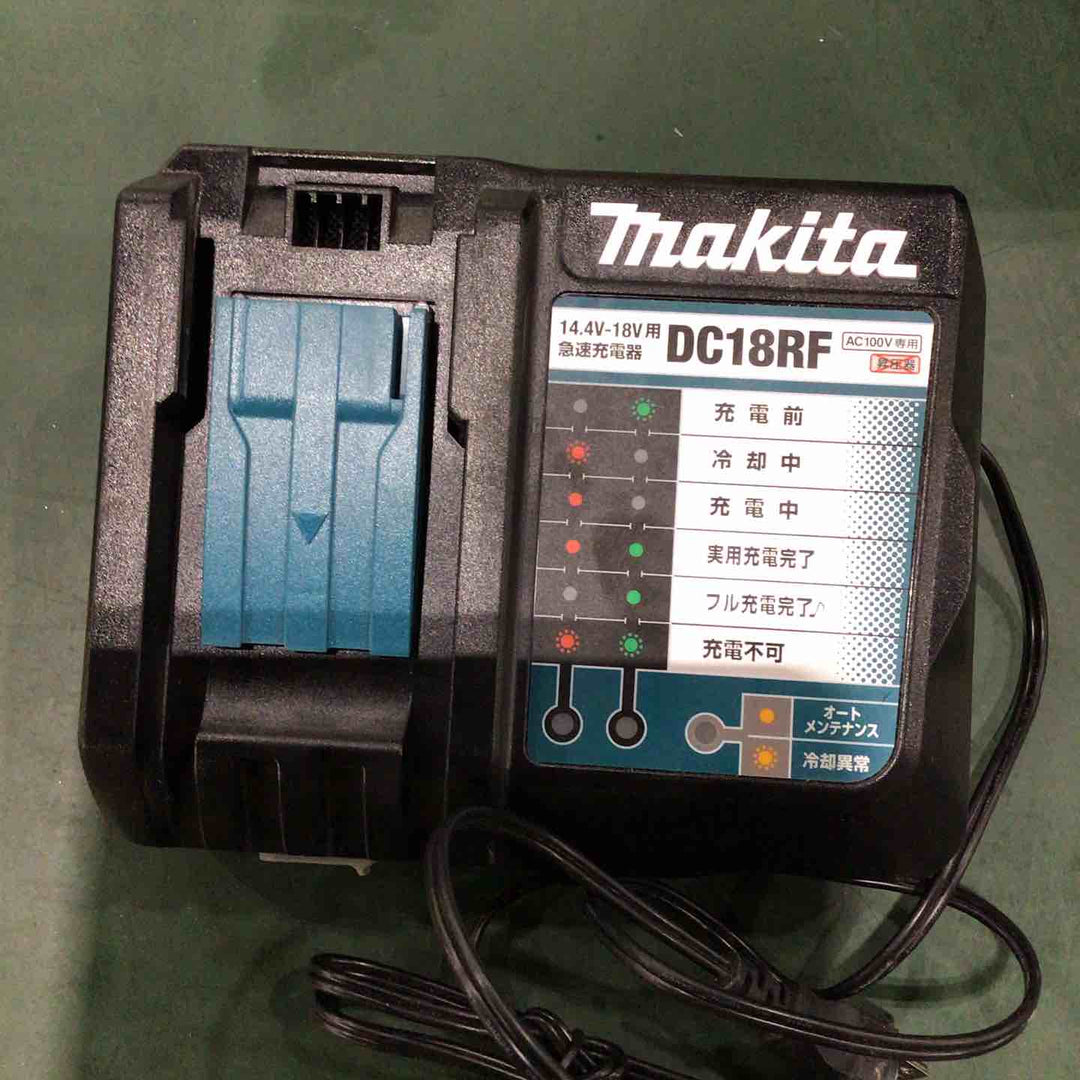 makita
14.4V-18V用
急速充電器
DC18RF
AC100V専用
昇圧器
充電前
冷却中
充電中
実用充電完了
フル充電完了♪
充電不可
オート
メンテナンス
冷却異常